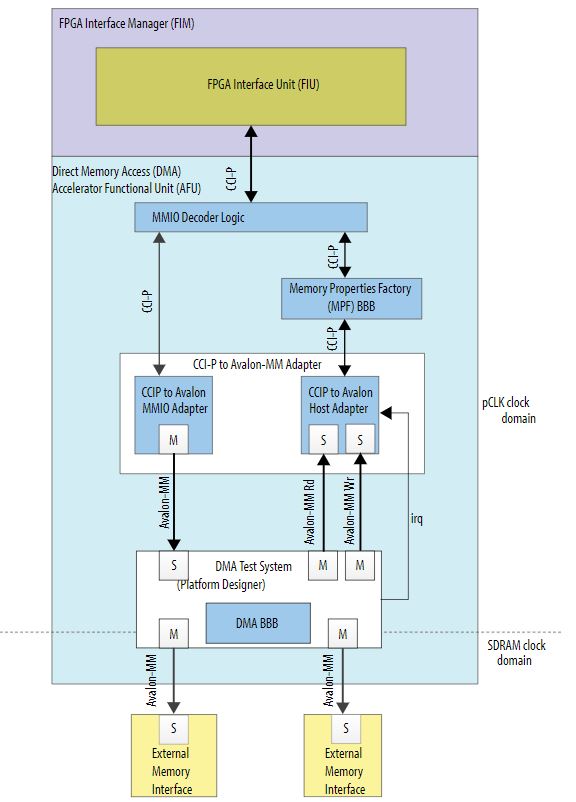 FPGA Interface Manager (FIM)
FPGA Interface Unit (FIU)
CCI-P
Direct Memory Access (DMA)
Accelerator Functional Unit (AFU)
MMIO Decoder Logic
CCI-P
CCI-P
Memory Properties Factory
(MPF) BBB
CCI-P
CCI-P to Avalon-MM Adapter
CCIP to Avalon
MMIO Adapter
M
CCIP to Avalon
Host Adapter
S
S
pCLK clock
domain
Avalon-MM
Avalon-MM Rd
Avalon-MM Wr
irq
S
DMA Test System
(Platform Designer)
M
M
DMA BBB
M
M
SDRAM clock
domain
Avalon-MM
Avalon-MM
S
External
Memory
Interface
S
External
Memory
Interface